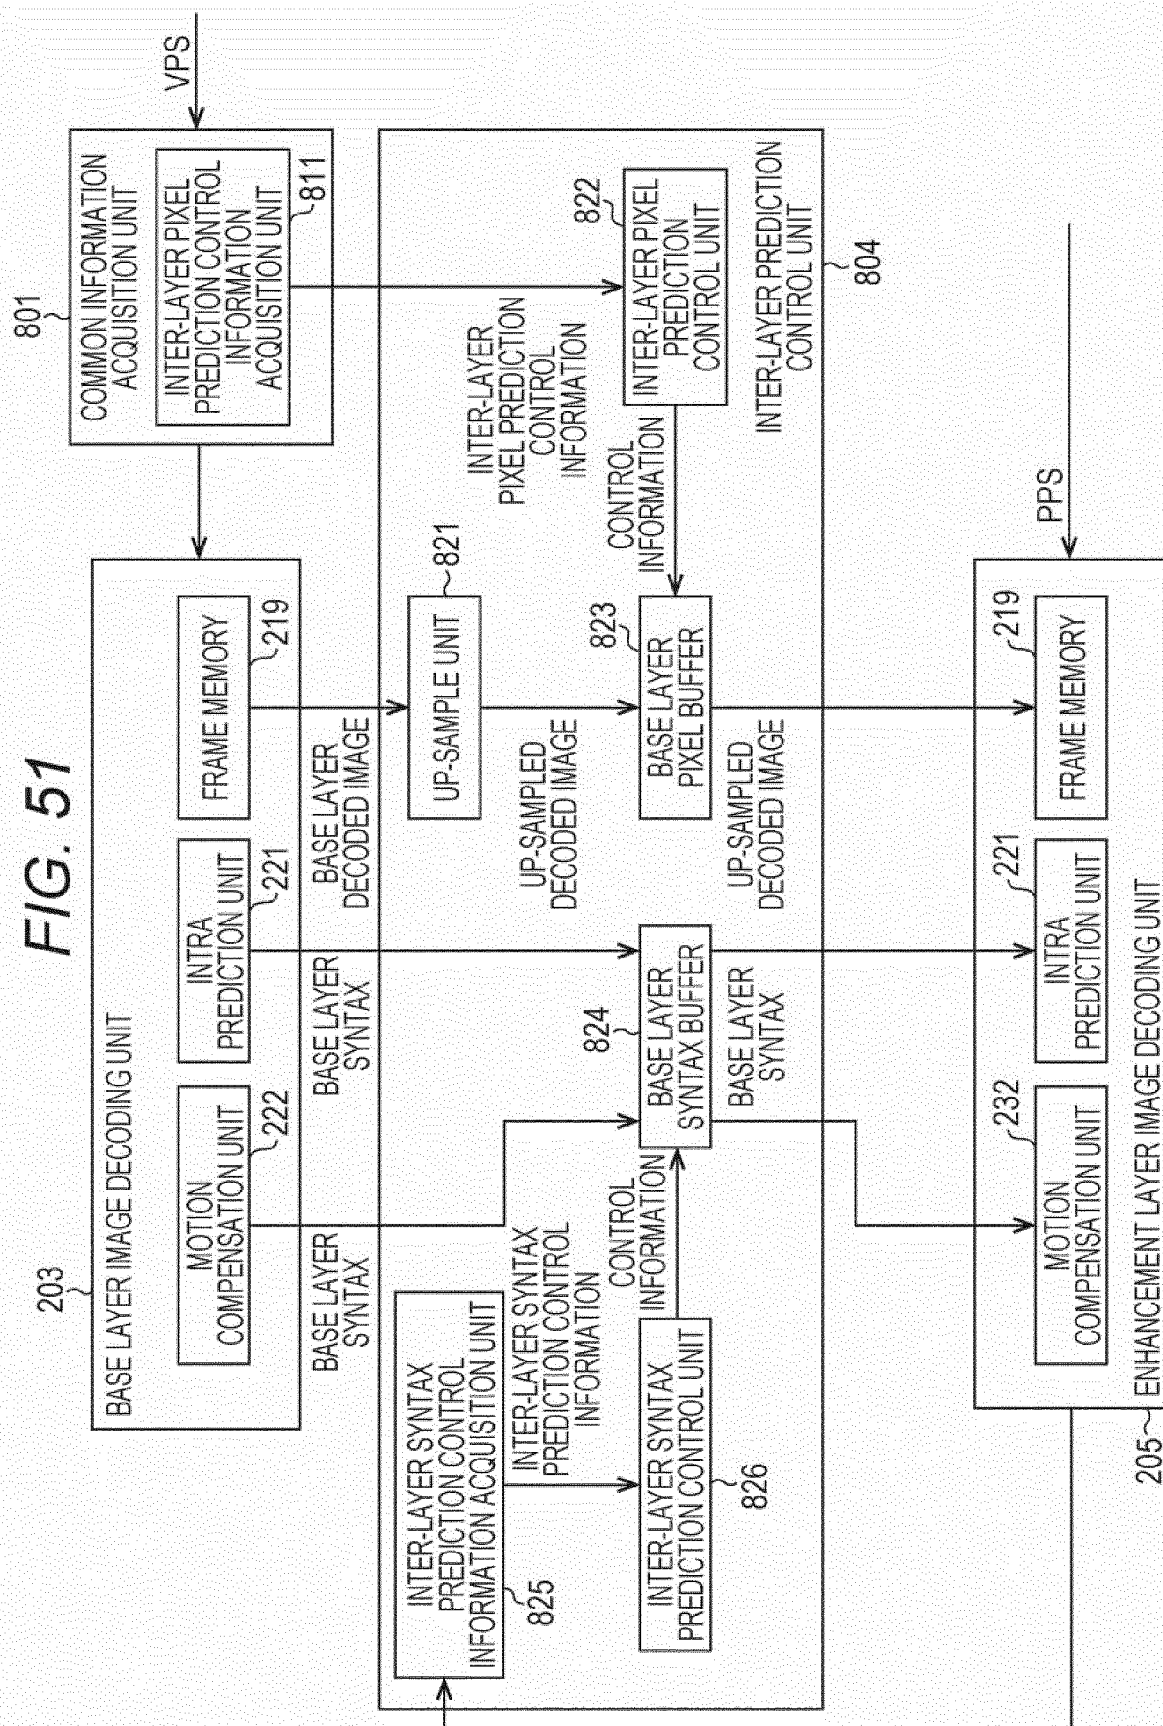 FIG. 51
VPS
801
COMMON INFORMATION
ACQUISITION UNIT
INTER-LAYER PIXEL
PREDICTION CONTROL
INFORMATION
ACQUISITION UNIT
811
203
BASE LAYER IMAGE DECODING UNIT
MOTION
COMPENSATION UNIT
222
INTRA
PREDICTION UNIT
221
FRAME MEMORY
219
BASE LAYER
SYNTAX
BASE LAYER
SYNTAX
BASE LAYER
DECODED IMAGE
INTER-LAYER SYNTAX
PREDICTION CONTROL
INFORMATION ACQUISITION UNIT
825
UP-SAMPLE UNIT
821
INTER-LAYER SYNTAX
PREDICTION CONTROL
INFORMATION
UP-SAMPLED
DECODED IMAGE
INTER-LAYER
PIXEL PREDICTION
CONTROL
INFORMATION
INTER-LAYER SYNTAX
PREDICTION CONTROL UNIT
826
CONTROL
INFORMATION
824
BASE LAYER
SYNTAX BUFFER
823
BASE LAYER
PIXEL BUFFER
CONTROL
INFORMATION
822
INTER-LAYER PIXEL
PREDICTION
CONTROL UNIT
BASE LAYER
SYNTAX
UP-SAMPLED
DECODED IMAGE
INTER-LAYER PREDICTION
CONTROL UNIT
804
PPS
MOTION
COMPENSATION UNIT
232
INTRA
PREDICTION UNIT
221
FRAME MEMORY
219
205
ENHANCEMENT LAYER IMAGE DECODING UNIT